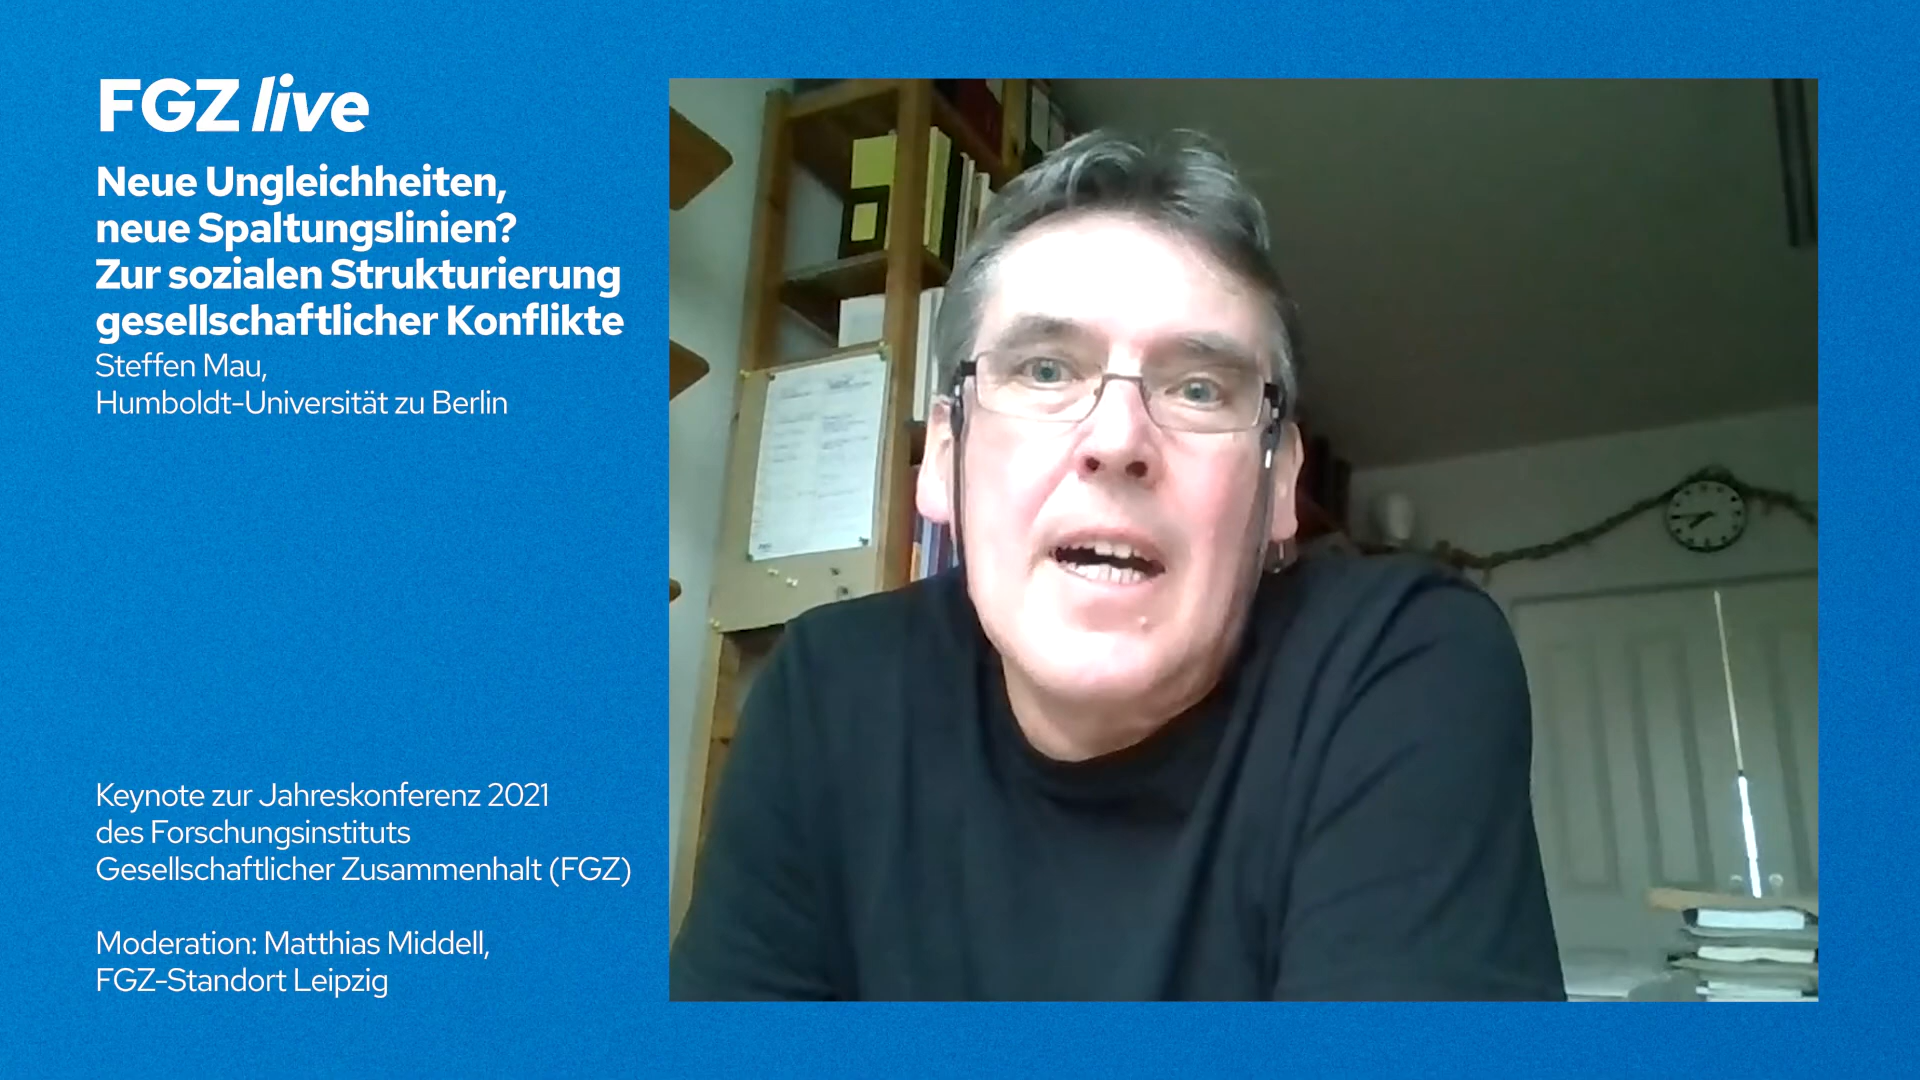 FGZ live
Neue Ungleichheiten,
neue Spaltungslinien?
Zur sozialen Strukturierung
gesellschaftlicher Konflikte
Steffen Mau,
Humboldt-Universität zu Berlin
Keynote zur Jahreskonferenz 2021
des Forschungsinstituts
Gesellschaftlicher Zusammenhalt (FGZ)
Moderation: Matthias Middell,
FGZ-Standort Leipzig